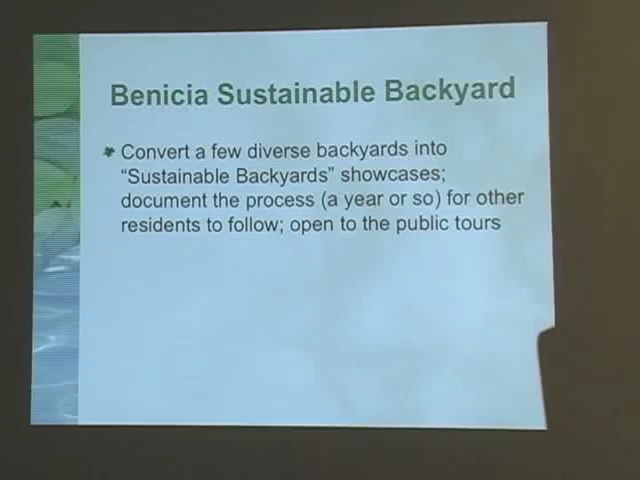 Benicia Sustainable Backyard
Convert a few diverse backyards into
“Sustainable Backyards” showcases;
document the process (a year or so) for other
residents to follow; open to the public tours